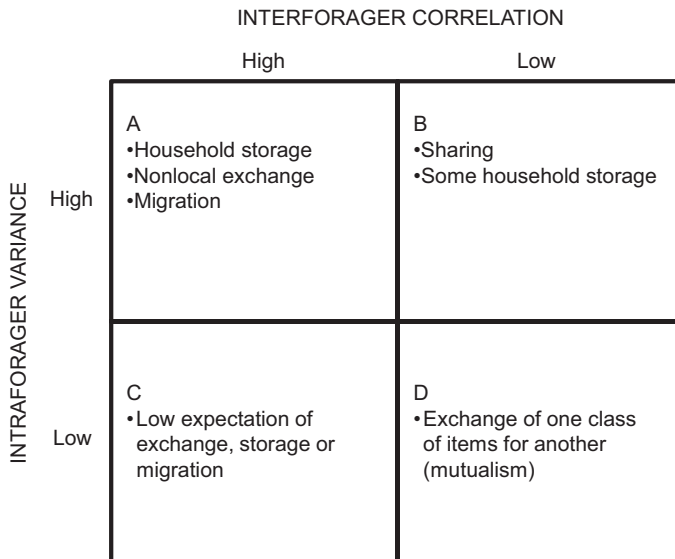 INTERFORAGER CORRELATION
High Low
INTRAFORAGER VARIANCE
High
A
•Household storage
•Nonlocal exchange
•Migration
B
•Sharing
•Some household storage
Low
C
•Low expectation of
exchange, storage or
migration
D
•Exchange of one class
of items for another
(mutualism)